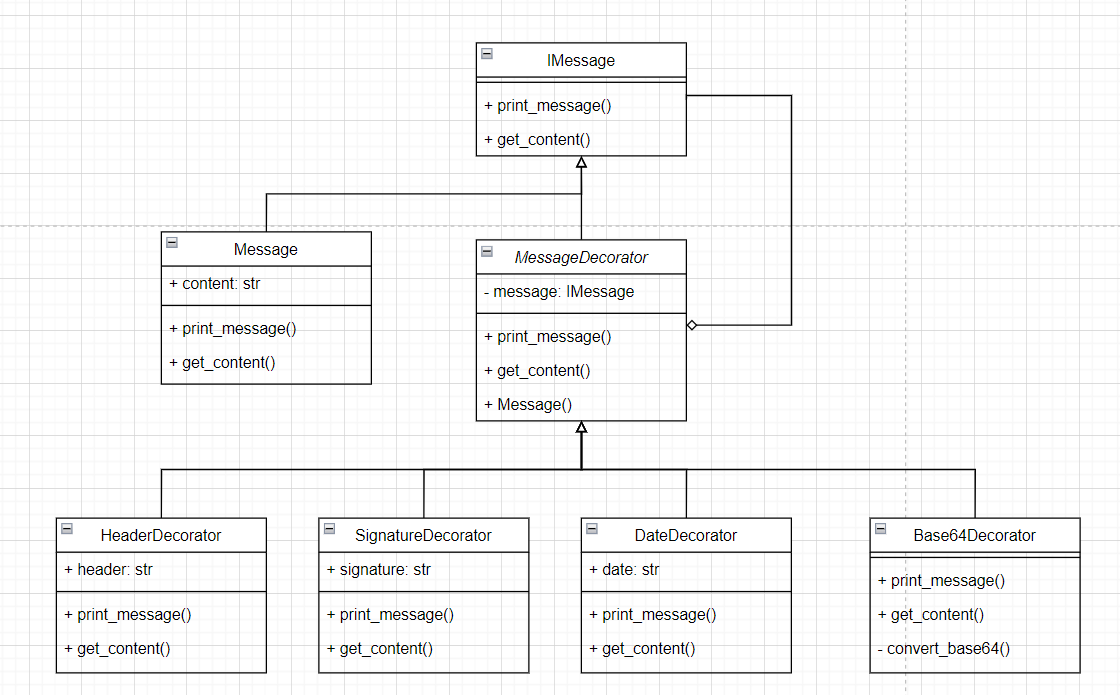 IMessage
+ print_message()
+ get_content()
Message
+ content: str
+ print_message()
+ get_content()
MessageDecorator
- message: IMessage
+ print_message()
+ get_content()
+ Message()
HeaderDecorator
+ header: str
+ print_message()
+ get_content()
SignatureDecorator
+ signature: str
+ print_message()
+ get_content()
DateDecorator
+ date: str
+ print_message()
+ get_content()
Base64Decorator
+ print_message()
+ get_content()
- convert_base64()